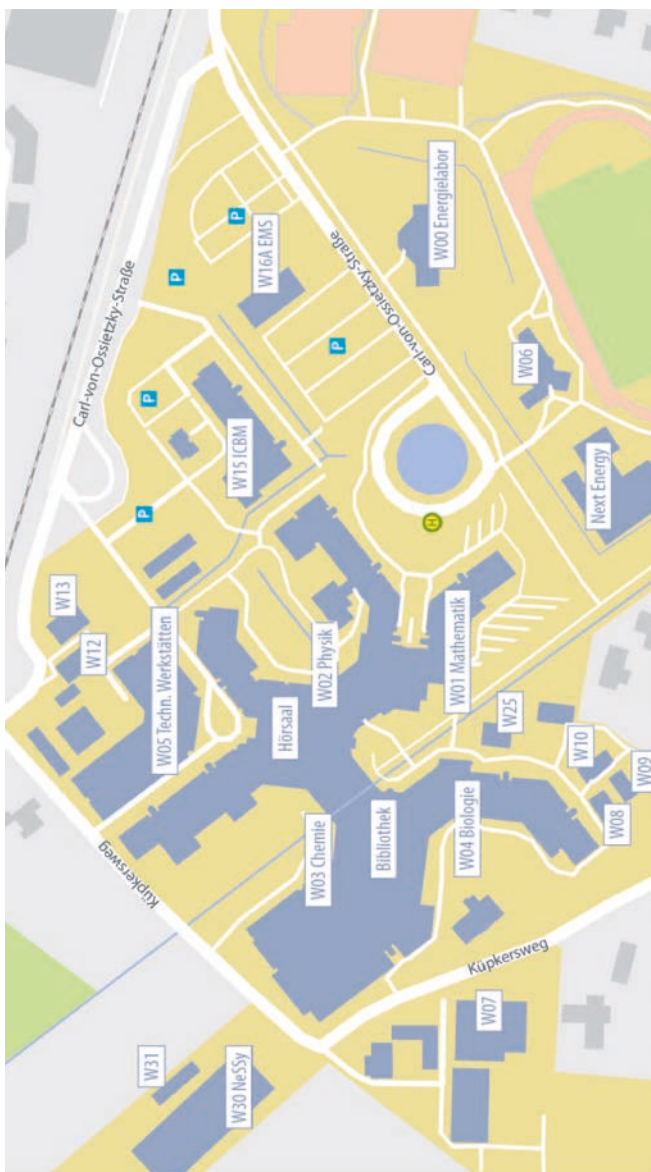 Carl-von-Ossietzky-Straße
P
P
W16A EMS
W00 Energielabor
Carl-von-Ossietzky-Straße
P
P
W06
P
W15 ICBM
Next Energy
H
W13
W12
W05 Techn. Werkstätten
W02 Physik
W01 Mathematik
Hörsaal
W25
W10
W09
W08
W03 Chemie
Bibliothek
W04 Biologie
Küpkersweg
Küpkersweg
W07
W31
W30 NeSSy